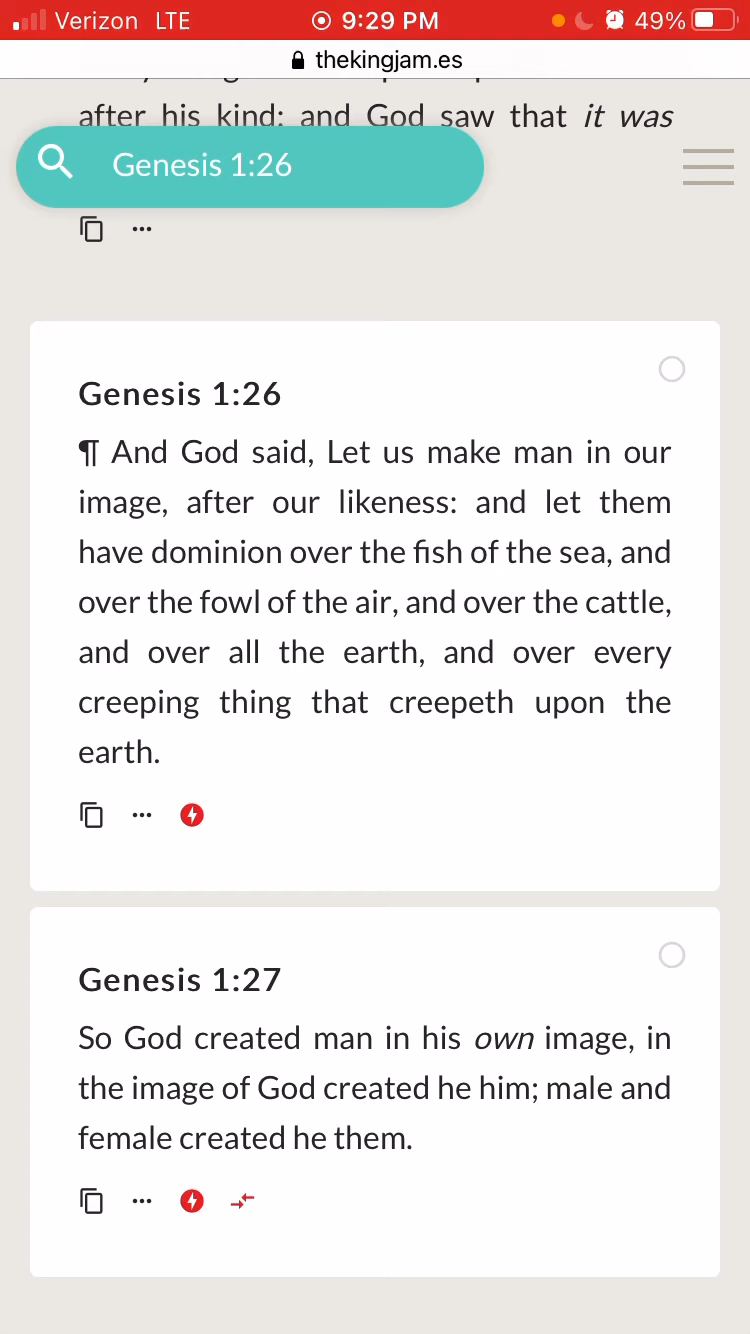 Verizon LTE 9:29 PM 49%
thekingjam.es
after his kind: and God saw that it was
Genesis 1:26
Genesis 1:26
¶ And God said, Let us make man in our
image, after our likeness: and let them
have dominion over the fish of the sea, and
over the fowl of the air, and over the cattle,
and over all the earth, and over every
creeping thing that creepeth upon the
earth.
Genesis 1:27
So God created man in his own image, in
the image of God created he him; male and
female created he them.